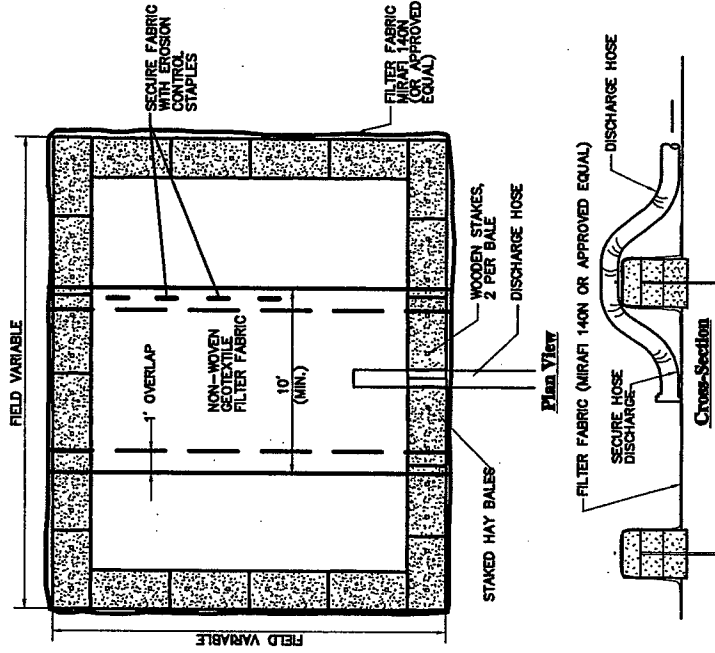 FIELD VARIABLE
FIELD VARIABLE
SECURE FABRIC
WITH EROSION
CONTROL
STAPLES
1' OVERLAP
NON-WOVEN
GEOTEXTILE
FILTER FABRIC
10'
(MIN.)
FILTER FABRIC
MIRAFI 140N
(OR APPROVED
EQUAL)
WOODEN STAKES,
2 PER BALE
DISCHARGE HOSE
STAKED HAY BALES
Plan View
FILTER FABRIC (MIRAFI 140N OR APPROVED EQUAL)
SECURE HOSE
DISCHARGE
DISCHARGE HOSE
Cross-Section